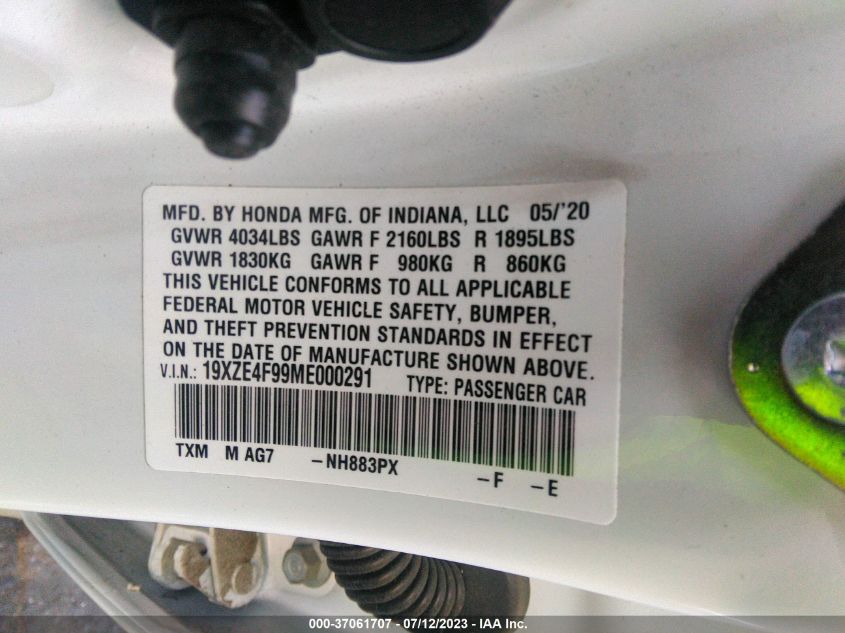 MFD. BY HONDA MFG. OF INDIANA, LLC 05/'20
GVWR 4034LBS GAWR F 2160LBS R 1895LBS
GVWR 1830KG GAWR F 980KG R 860KG
THIS VEHICLE CONFORMS TO ALL APPLICABLE
FEDERAL MOTOR VEHICLE SAFETY, BUMPER,
AND THEFT PREVENTION STANDARDS IN EFFECT
ON THE DATE OF MANUFACTURE SHOWN ABOVE.
V.I.N.: 19XZE4F99ME000291 TYPE: PASSENGER CAR
TXM M AG7 –NH883PX –F –E
000-37061707 - 07/12/2023 - IAA Inc.